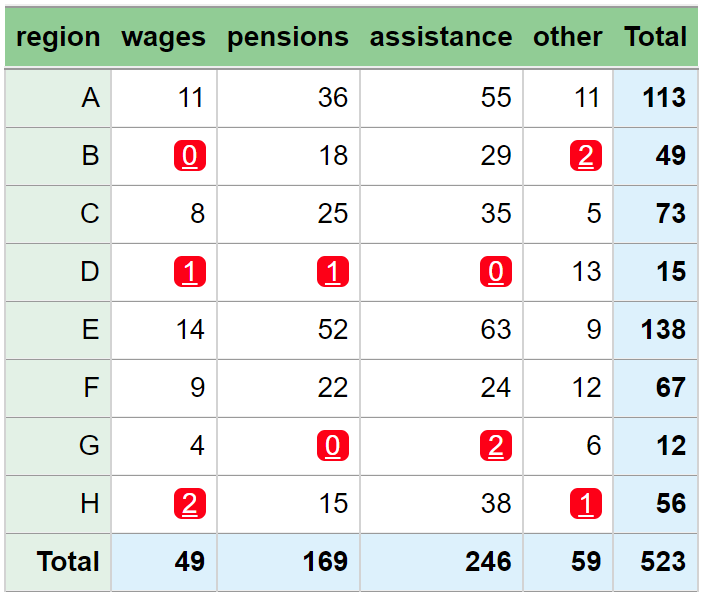 region wages pensions assistance other Total
A 11 36 55 11 113
B 0 18 29 2 49
C 8 25 35 5 73
D 1 1 0 13 15
E 14 52 63 9 138
F 9 22 24 12 67
G 4 0 2 6 12
H 2 15 38 1 56
Total 49 169 246 59 523